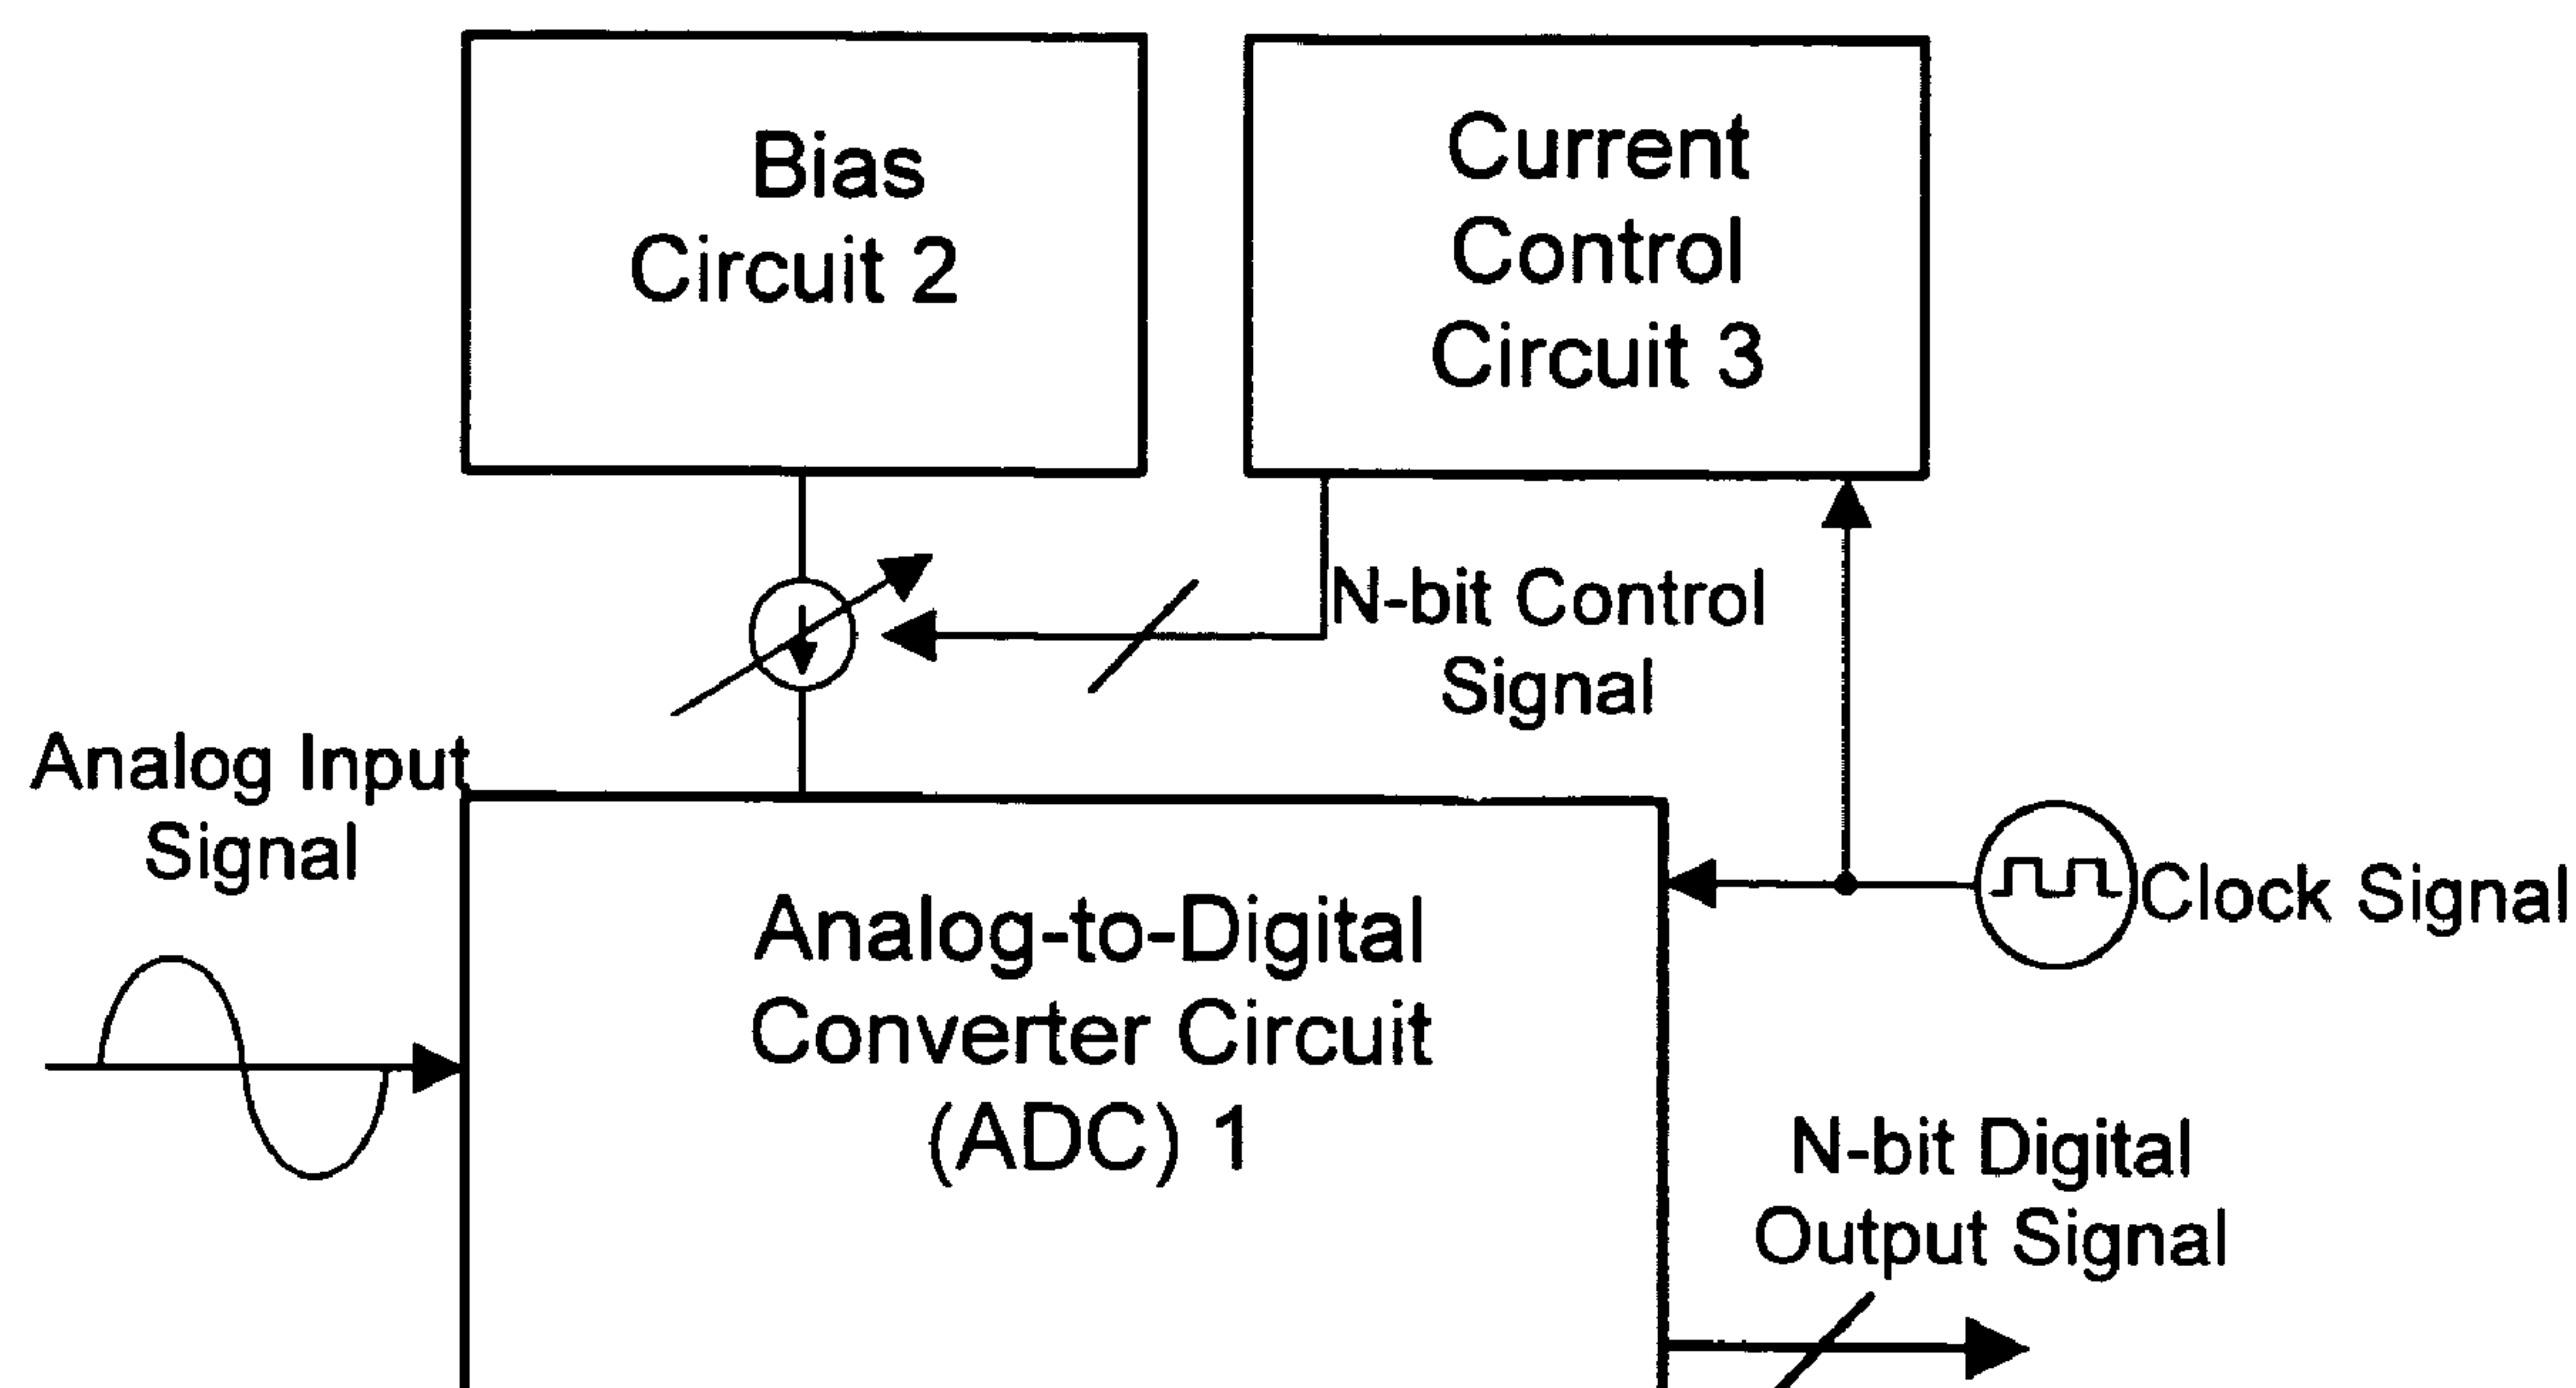 Bias
Circuit 2
Current
Control
Circuit 3
N-bit Control
Signal
Analog Input
Signal
Analog-to-Digital
Converter Circuit
(ADC) 1
Clock Signal
N-bit Digital
Output Signal